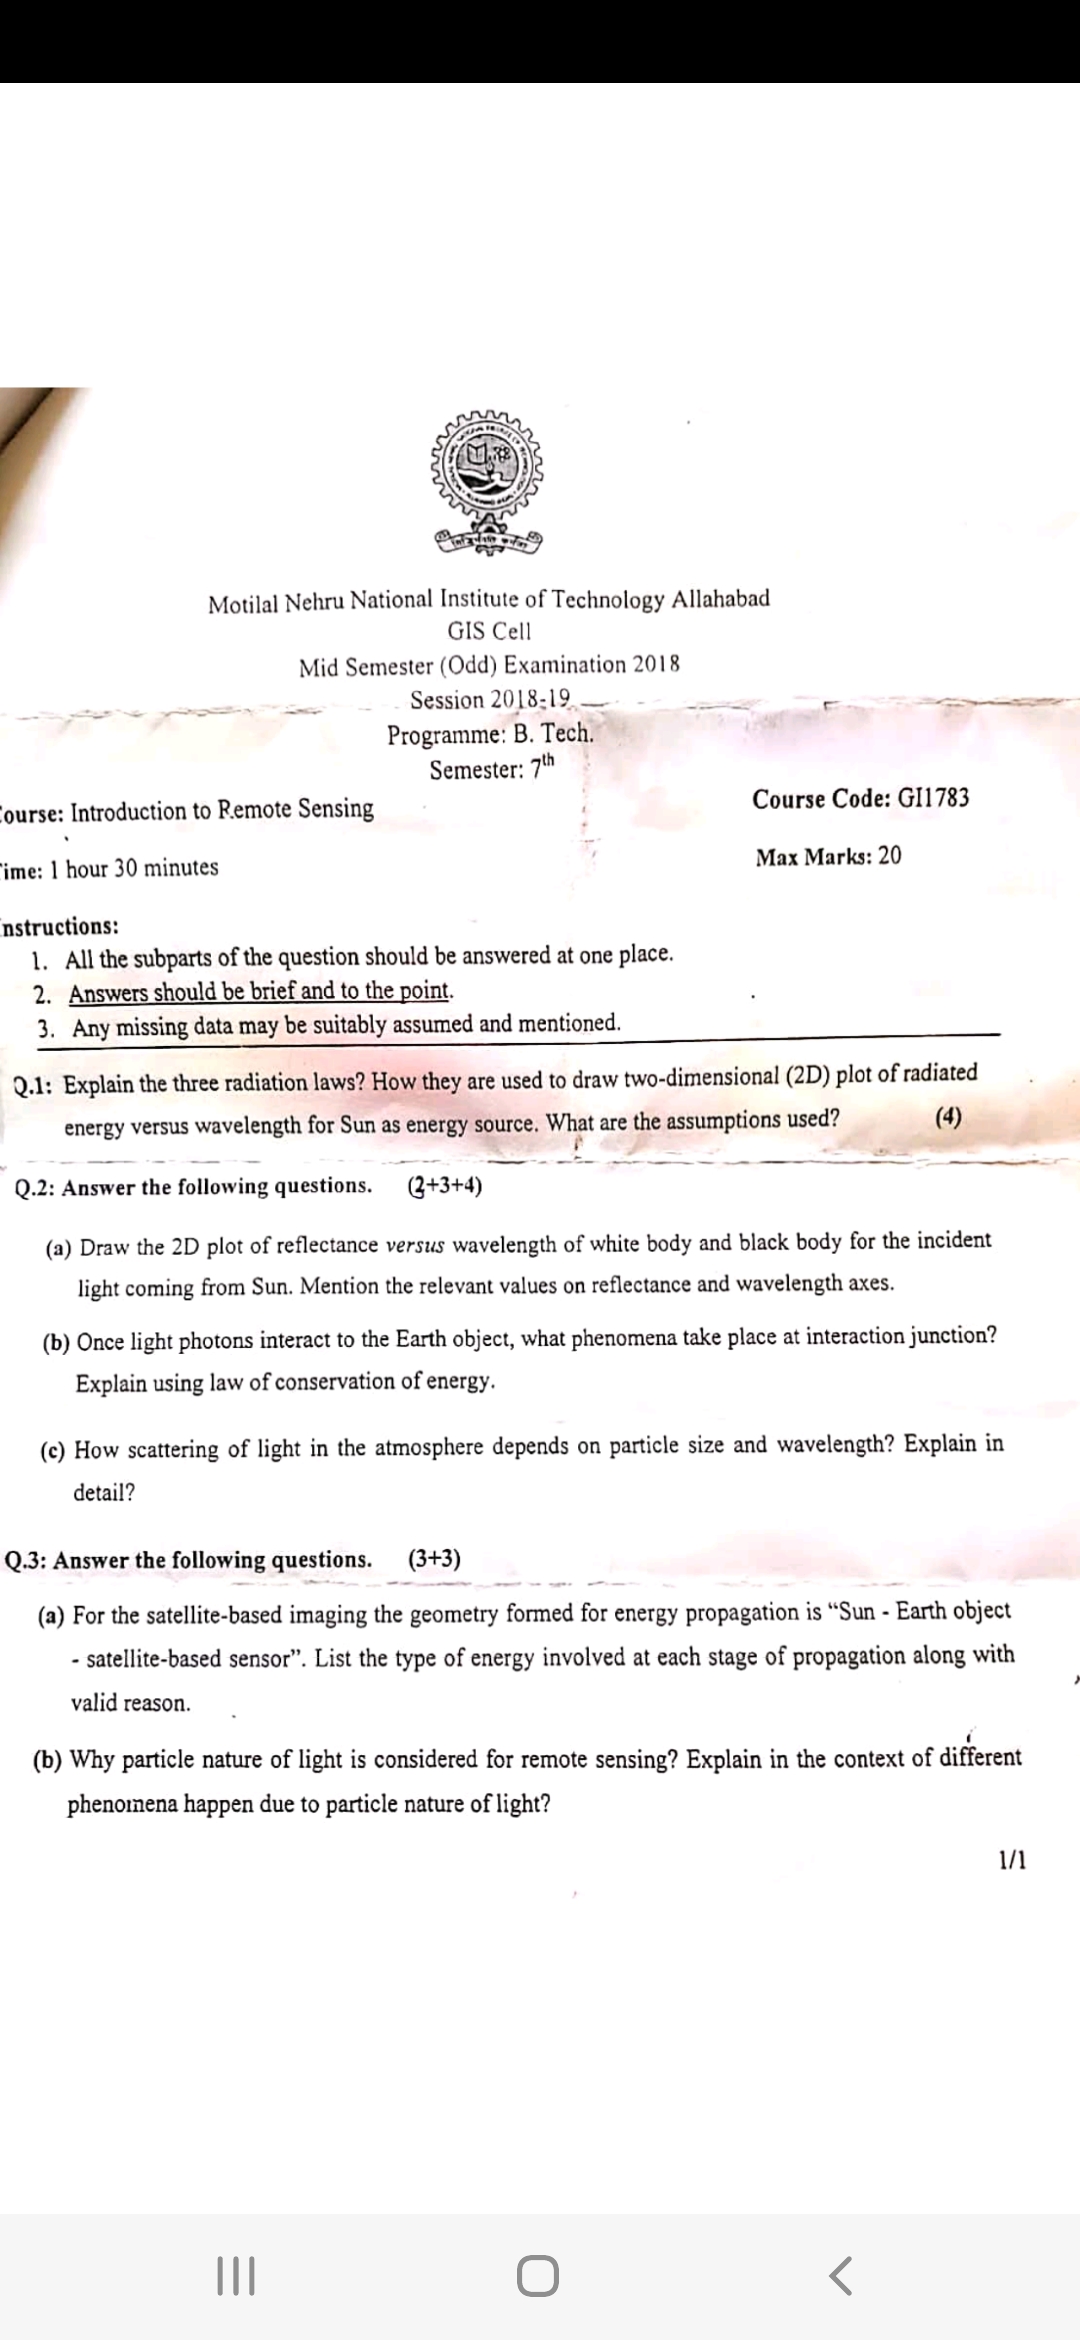 Motilal Nehru National Institute of Technology Allahabad
GIS Cell
Mid Semester (Odd) Examination 2018
Session 2018-19
Programme: B. Tech.
Semester: 7th
ourse: Introduction to Remote Sensing
Course Code: GI1783
ime: 1 hour 30 minutes
Max Marks: 20
nstructions:
1. All the subparts of the question should be answered at one place.
2. Answers should be brief and to the point.
3. Any missing data may be suitably assumed and mentioned.
Q.1: Explain the three radiation laws? How they are used to draw two-dimensional (2D) plot of radiated
energy versus wavelength for Sun as energy source. What are the assumptions used? (4)
Q.2: Answer the following questions. (3+3+4)
(a) Draw the 2D plot of reflectance versus wavelength of white body and black body for the incident
light coming from Sun. Mention the relevant values on reflectance and wavelength axes.
(b) Once light photons interact to the Earth object, what phenomena take place at interaction junction?
Explain using law of conservation of energy.
(c) How scattering of light in the atmosphere depends on particle size and wavelength? Explain in
detail?
Q.3: Answer the following questions. (3+3)
(a) For the satellite-based imaging the geometry formed for energy propagation is “Sun - Earth object
- satellite-based sensor”. List the type of energy involved at each stage of propagation along with
valid reason.
(b) Why particle nature of light is considered for remote sensing? Explain in the context of different
phenomena happen due to particle nature of light?
1/1